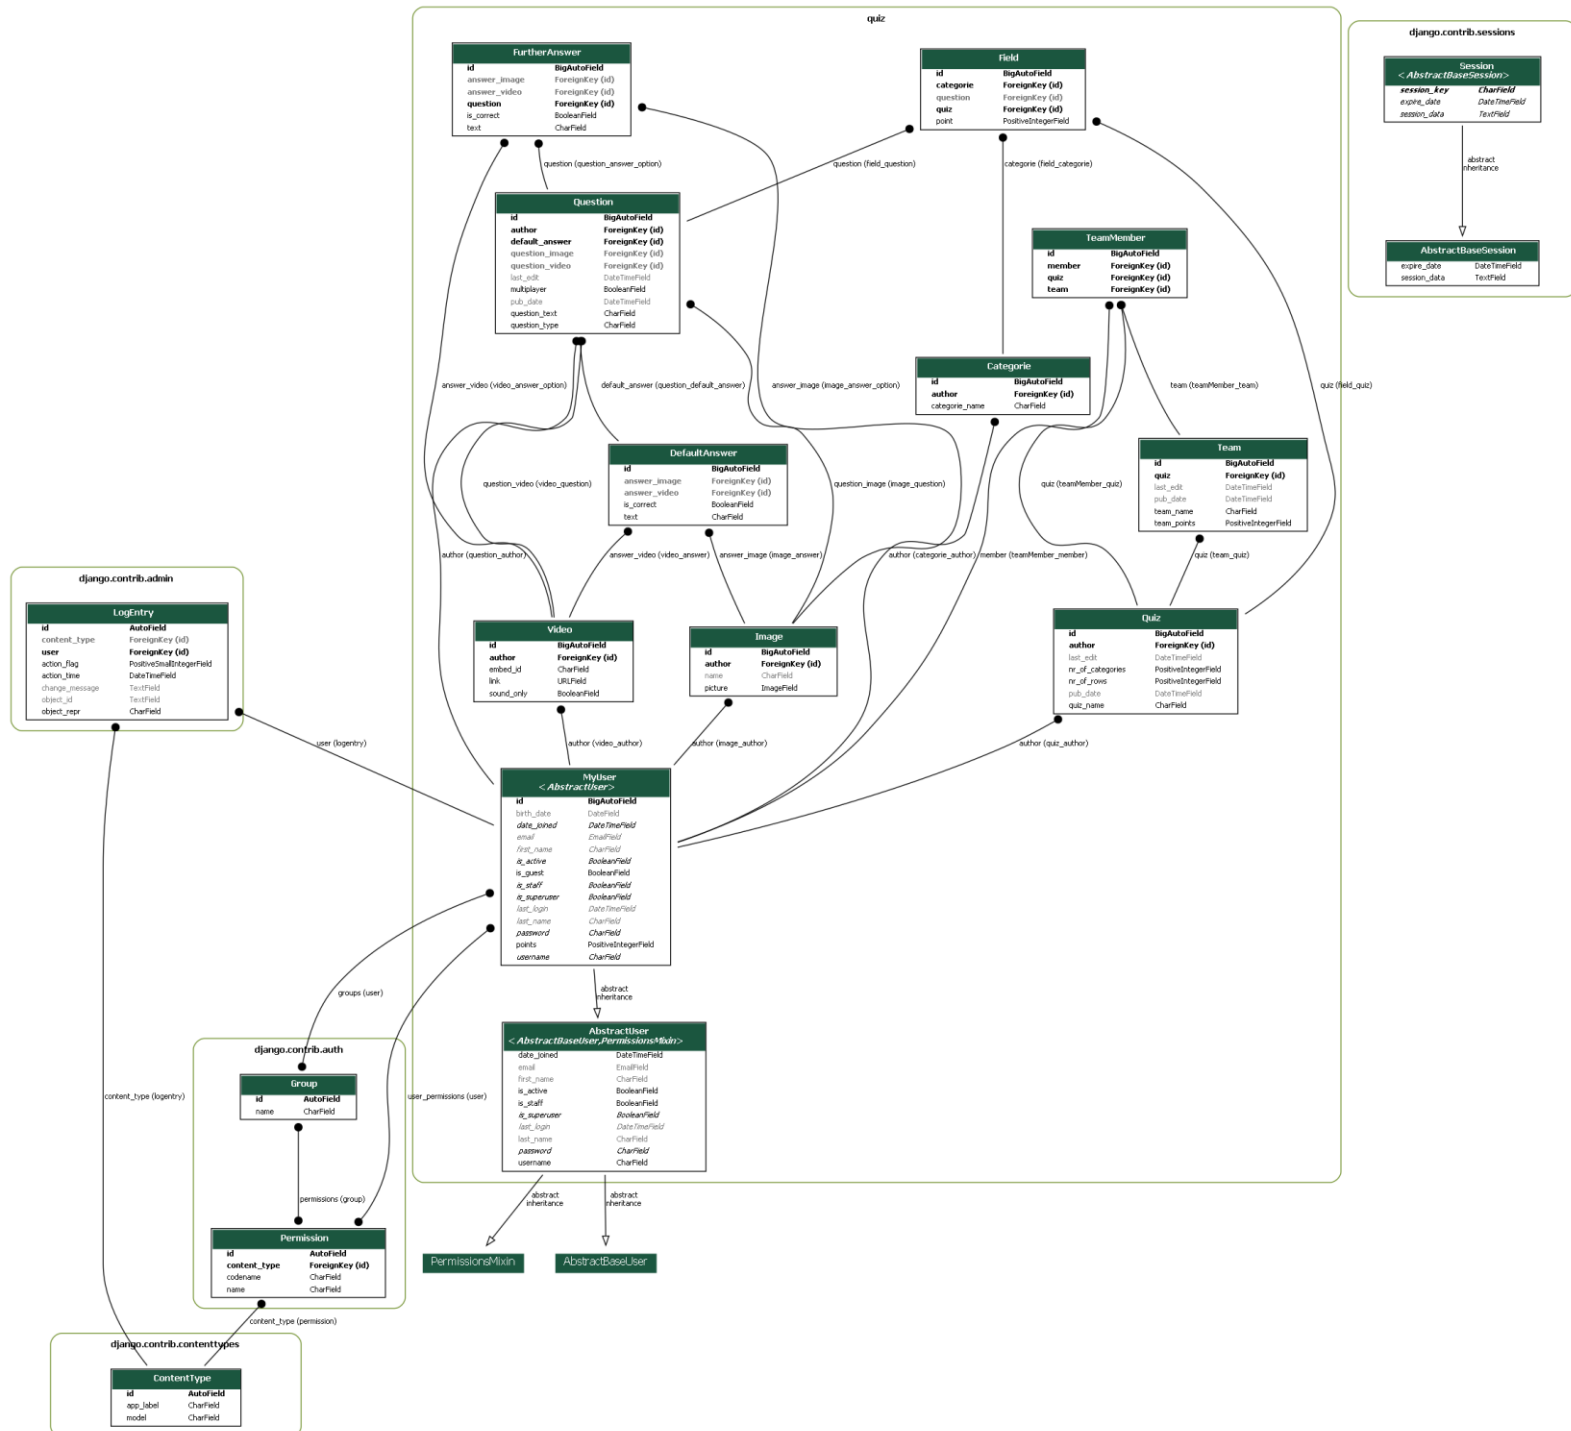 quiz
FurtherAnswer
id BigAutoField
answer_image ForeignKey (id)
answer_video ForeignKey (id)
question ForeignKey (id)
is_correct BooleanField
text CharField
Field
id BigAutoField
categorie ForeignKey (id)
question ForeignKey (id)
quiz ForeignKey (id)
point PositiveIntegerField
django.contrib.sessions
Session
<AbstractBaseSession>
session_key CharField
expire_date DateTimeField
session_data TextField
abstract
inheritance
AbstractBaseSession
expire_date DateTimeField
session_data TextField
question (question_answer_option)
question (field_question)
categorie (field_categorie)
Question
id BigAutoField
author ForeignKey (id)
default_answer ForeignKey (id)
question_image ForeignKey (id)
question_video ForeignKey (id)
last_edit DateTimeField
multiplayer BooleanField
pub_date DateTimeField
question_text CharField
question_type CharField
TeamMember
id BigAutoField
member ForeignKey (id)
quiz ForeignKey (id)
team ForeignKey (id)
answer_video (video_answer_option)
default_answer (question_default_answer)
answer_image (image_answer_option)
Categorie
id BigAutoField
author ForeignKey (id)
categorie_name CharField
team (teamMember_team)
quiz (field_quiz)
DefaultAnswer
id BigAutoField
answer_image ForeignKey (id)
answer_video ForeignKey (id)
is_correct BooleanField
text CharField
Team
id BigAutoField
quiz ForeignKey (id)
last_edit DateTimeField
pub_date DateTimeField
team_name CharField
team_points PositiveIntegerField
question_video (video_question)
question_image (image_question)
quiz (teamMember_quiz)
author (question_author)
answer_video (video_answer)
answer_image (image_answer)
author (categorie_author)
member (teamMember_member)
quiz (team_quiz)
django.contrib.admin
LogEntry
id AutoField
content_type ForeignKey (id)
user ForeignKey (id)
action_flag PositiveSmallIntegerField
action_time DateTimeField
change_message TextField
object_id TextField
object_repr CharField
Video
id BigAutoField
author ForeignKey (id)
embed_id CharField
link URLField
sound_only BooleanField
Image
id BigAutoField
author ForeignKey (id)
name CharField
picture ImageField
Quiz
id BigAutoField
author ForeignKey (id)
last_edit DateTimeField
nr_of_categories PositiveIntegerField
nr_of_rows PositiveIntegerField
pub_date DateTimeField
quiz_name CharField
user (logentry)
author (video_author)
author (image_author)
author (quiz_author)
MyUser
<AbstractUser>
id BigAutoField
birth_date DateField
date_joined DateTimeField
email EmailField
first_name CharField
is_active BooleanField
is_guest BooleanField
is_staff BooleanField
is_superuser BooleanField
last_login DateTimeField
last_name CharField
password CharField
points PositiveIntegerField
username CharField
groups (user)
abstract
inheritance
AbstractUser
<AbstractBaseUser,PermissionsMixin>
date_joined DateTimeField
email EmailField
first_name CharField
is_active BooleanField
is_staff BooleanField
is_superuser BooleanField
last_login DateTimeField
last_name CharField
password CharField
username CharField
django.contrib.auth
Group
id AutoField
name CharField
content_type (logentry)
user_permissions (user)
permissions (group)
abstract
inheritance
abstract
inheritance
Permission
id AutoField
content_type ForeignKey (id)
codename CharField
name CharField
PermissionsMixin
AbstractBaseUser
content_type (permission)
django.contrib.contenttypes
ContentType
id AutoField
app_label CharField
model CharField